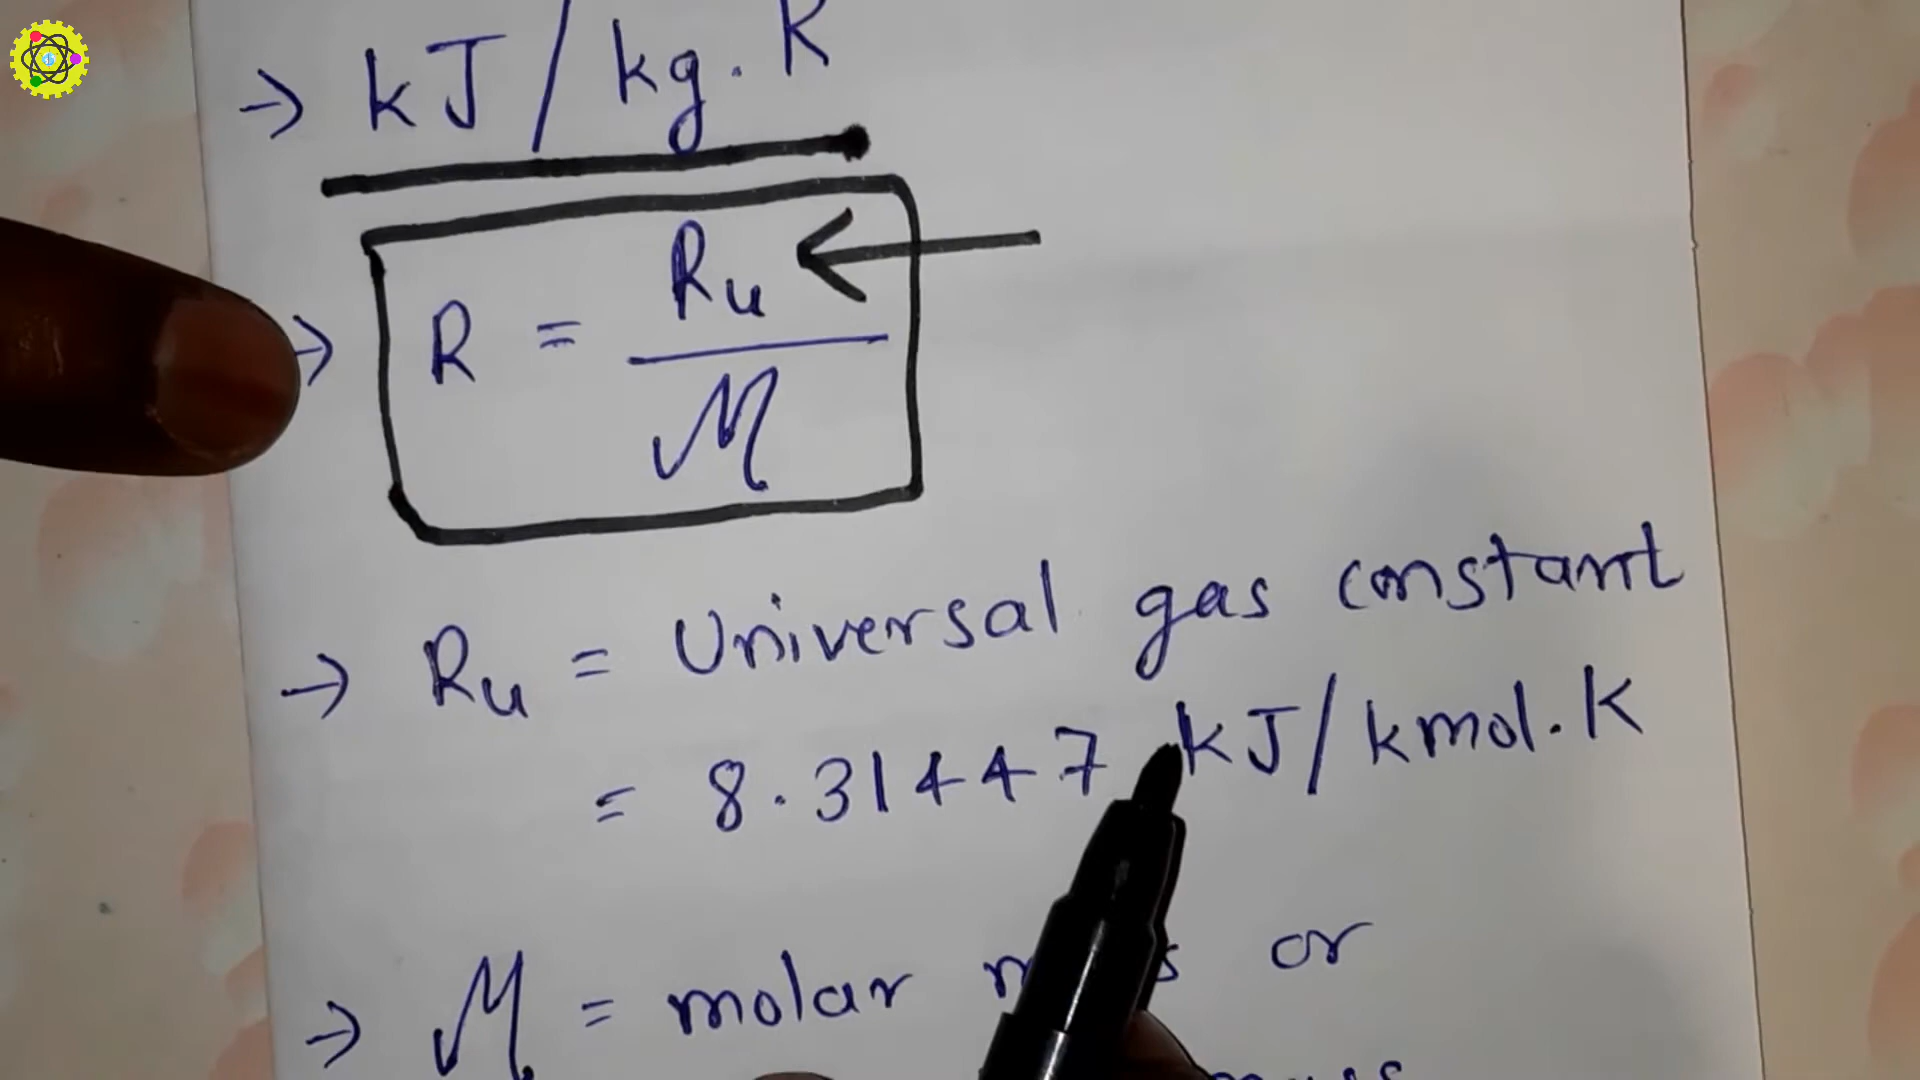 → kJ/kg.K
→ R = Ru/M
→ Ru = Universal gas constant
= 8.31447 kJ/kmol.K
→ M = molar or